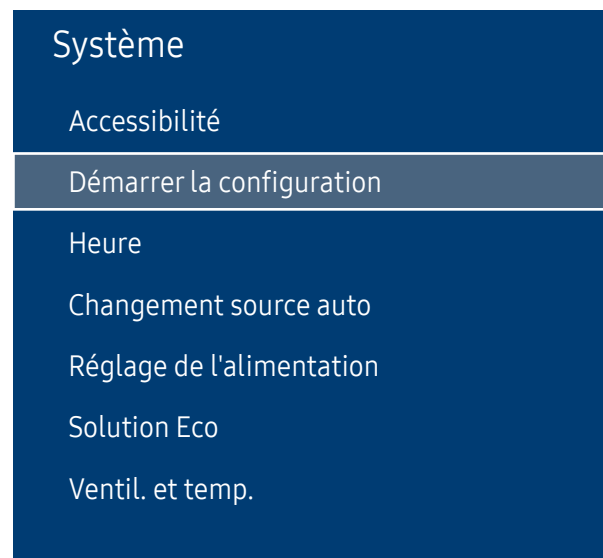 Système
Accessibilité
Démarrer la configuration
Heure
Changement source auto
Réglage de l'alimentation
Solution Eco
Ventil. et temp.